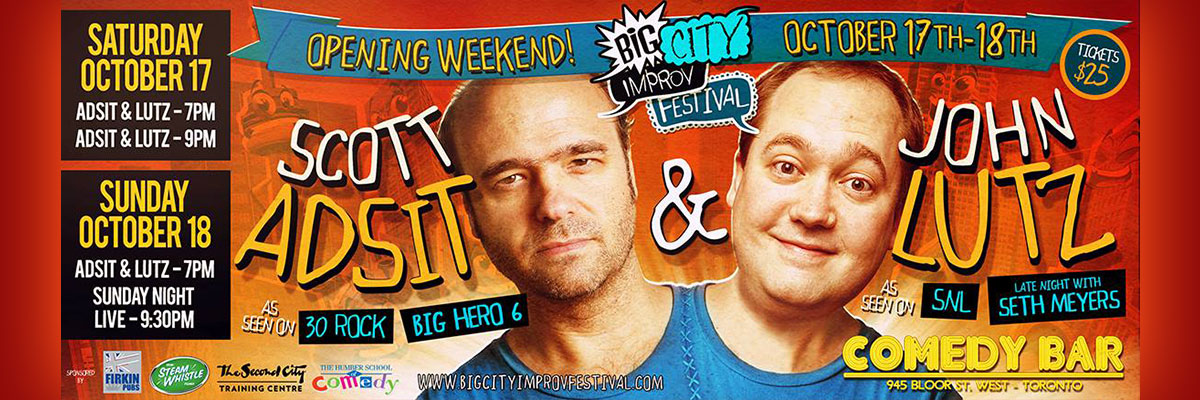 SATURDAY
OCTOBER 17
ADSIT & LUTZ – 7PM
ADSIT & LUTZ – 9PM
SUNDAY
OCTOBER 18
ADSIT & LUTZ – 7PM
SUNDAY NIGHT
LIVE – 9:30PM
OPENING WEEKEND!
BiG
CITY
IMPROV
FESTIVAL
OCTOBER 17TH-18TH
TICKETS
$25
SCOTT
ADSIT
AS
SEEN ON
30 ROCK
BIG HERO 6
&
JOHN
LUTZ
AS
SEEN ON
SNL
LATE NIGHT WITH
SETH MEYERS
COMEDY BAR
945 BLOOR ST. WEST - TORONTO
SPONSORED
BY
FIRKIN
PUBS
STEAM
WHISTLE
The Second City
TRAINING CENTRE
THE HUMBER SCHOOL
of
comedy
WWW.BIGCITYIMPROVFESTIVAL.COM